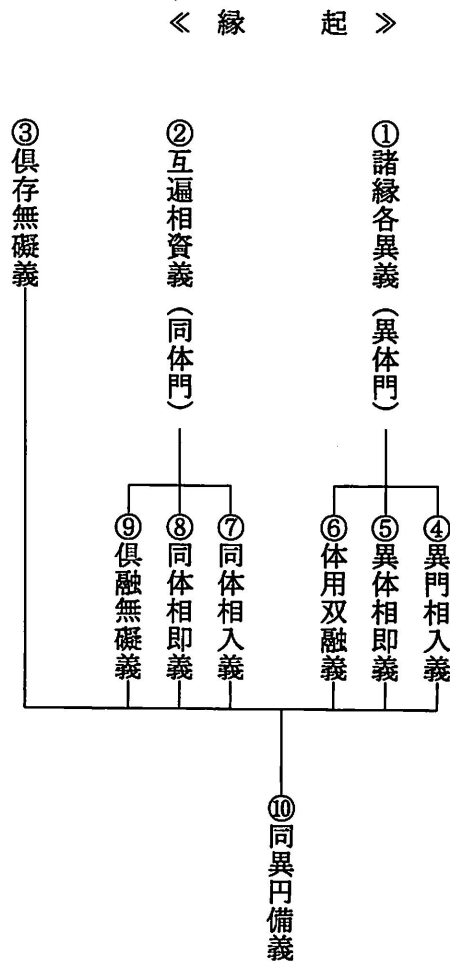 ≪縁起≫
①諸縁各異義（異体門）
②互遍相資義（同体門）
③倶存無礙義
④異門相入義
⑤異体相即義
⑥体用双融義
⑦同体相入義
⑧同体相即義
⑨倶融無礙義
⑩同異円備義